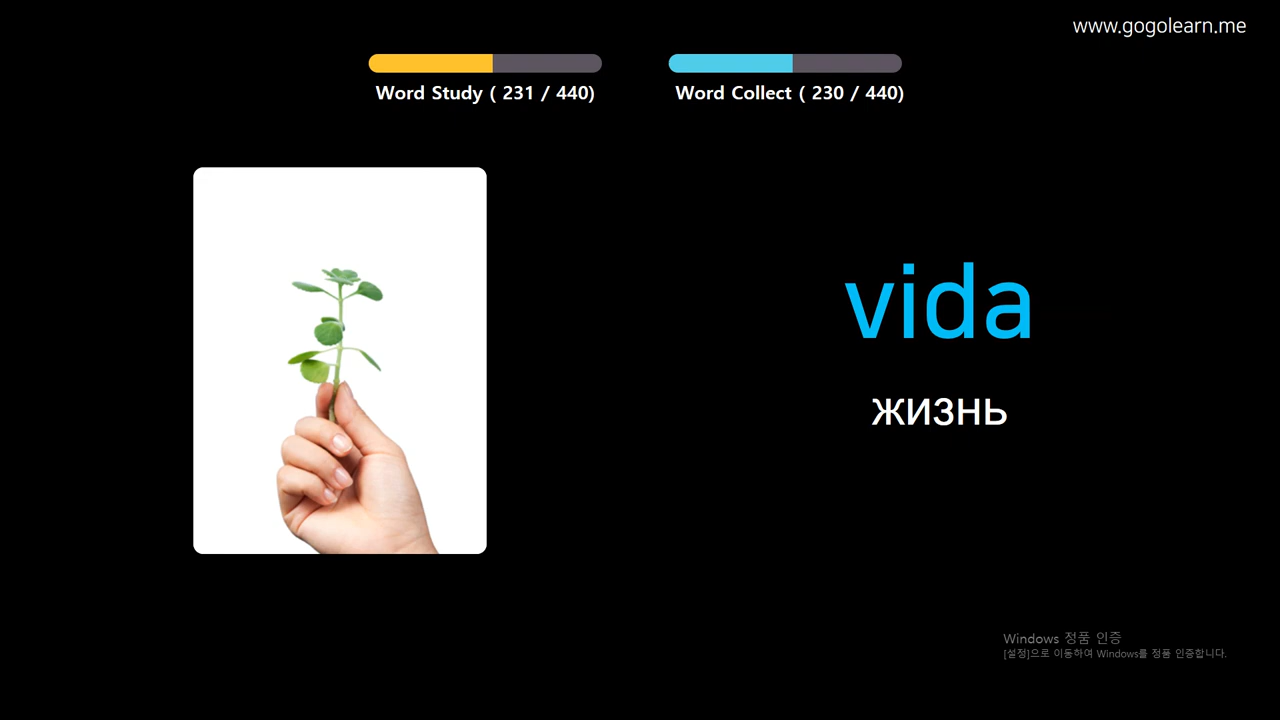 www.gogolearn.me
Word Study ( 231 / 440)
Word Collect ( 230 / 440)
vida
жизнь
Windows 정품 인증
[설정]으로 이동하여 Windows를 정품 인증합니다.